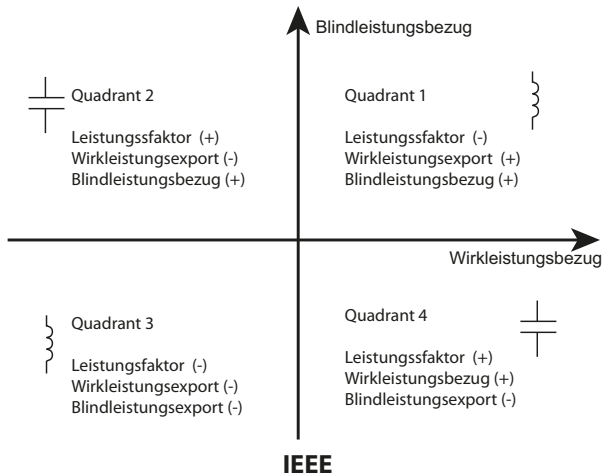 Blindleistungsbezug
Quadrant 2
Leistungssfaktor (+)
Wirkleistungsexport (-)
Blindleistungsbezug (+)
Quadrant 1
Leistungssfaktor (-)
Wirkleistungsexport (+)
Blindleistungsbezug (+)
Wirkleistungsbezug
Quadrant 3
Leistungsfaktor (-)
Wirkleistungsexport (-)
Blindleistungsexport (-)
Quadrant 4
Leistungssfaktor (+)
Wirkleistungsbezug (+)
Blindleistungsexport (-)
IEEE